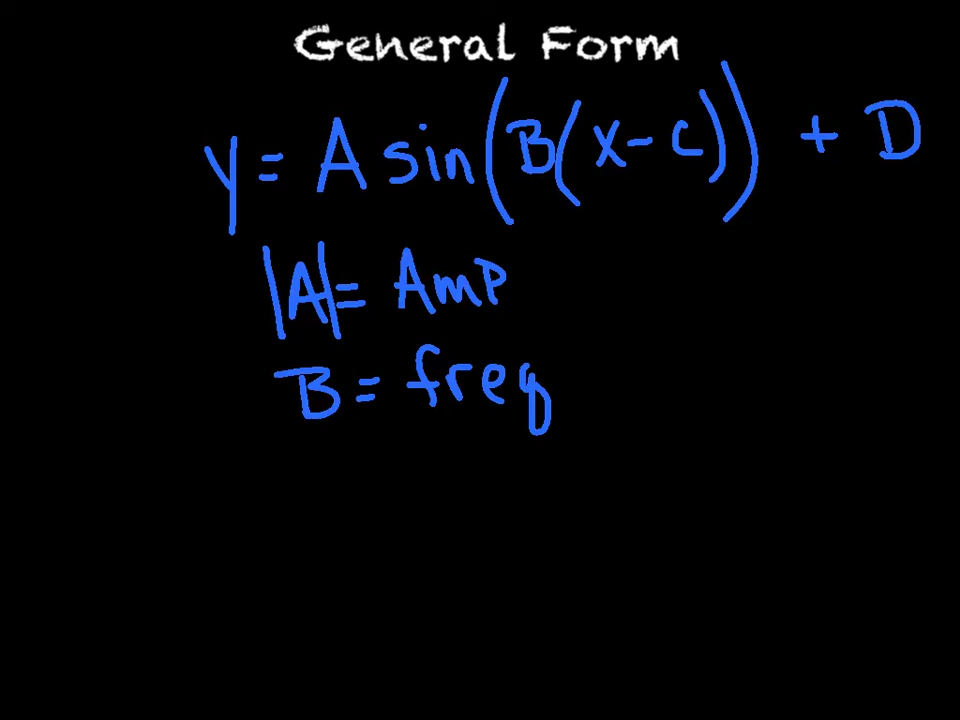 General Form
y = A sin(B(x - c)) + D
|A| = Amp
B = freq